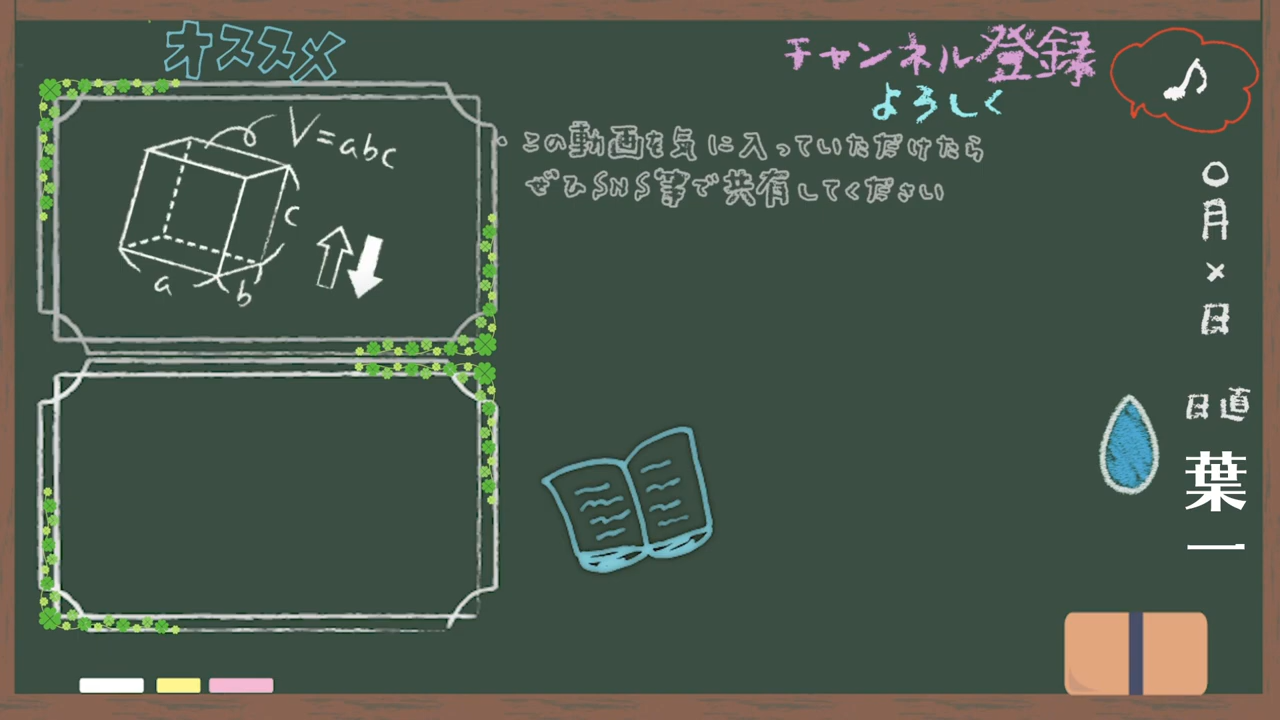 オススメ
V=abc
c
a
b
チャンネル登録
よろしく
・この動画を気に入っていただけたら
ぜひSNS等で共有してください
♪
○月×日
日直
葉一